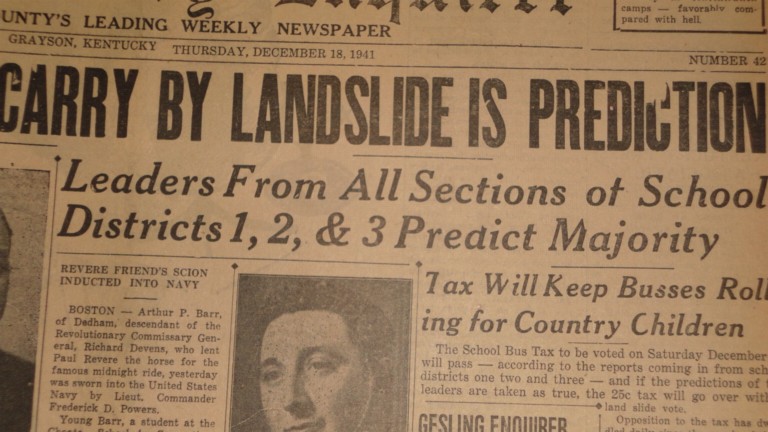 camps — favorably com-
pared with hell.
UNTY'S LEADING WEEKLY NEWSPAPER
GRAYSON, KENTUCKY THURSDAY, DECEMBER 18, 1941
NUMBER 42
CARRY BY LANDSLIDE IS PREDICTION
Leaders From All Sections of School
Districts 1, 2, & 3 Predict Majority
REVERE FRIEND'S SCION
INDUCTED INTO NAVY
BOSTON — Arthur P. Barr,
of Dedham, descendant of the
Revolutionary Commissary Gen-
eral, Richard Devens, who lent
Paul Revere the horse for the
famous midnight ride, yesterday
was sworn into the United States
Navy by Lieut. Commander
Frederick D. Powers.
Young Barr, a student at the
Tax Will Keep Busses Roll
ing for Country Children
The School Bus Tax to be voted on Saturday December
will pass — according to the reports coming in from sch
districts one two and three — and if the predictions of t
leaders are taken as true, the 25c tax will go over with
land slide vote.
Opposition to the tax has dw
GESLING ENQUIRER